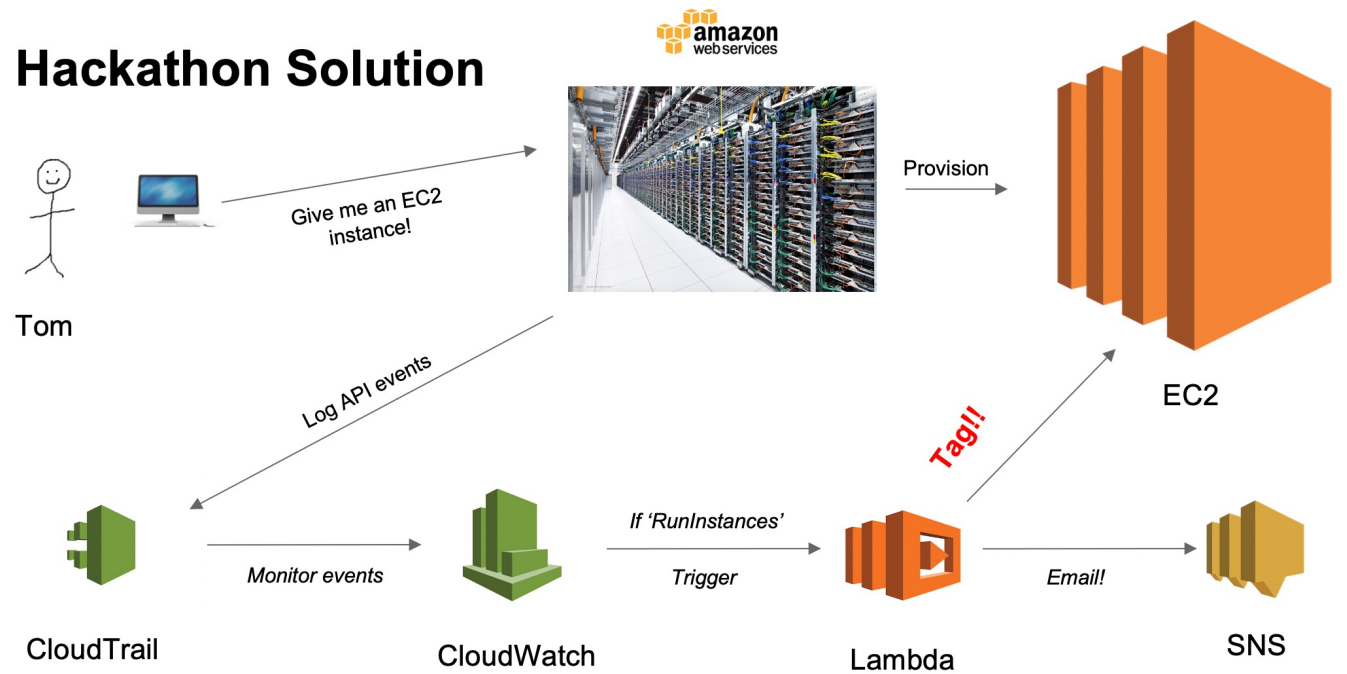 Hackathon Solution
amazon
webservices
Give me an EC2
instance!
Provision
Tom
EC2
Log API events
Tag!!
If ‘RunInstances’
Monitor events
Trigger
Email!
CloudTrail
CloudWatch
Lambda
SNS